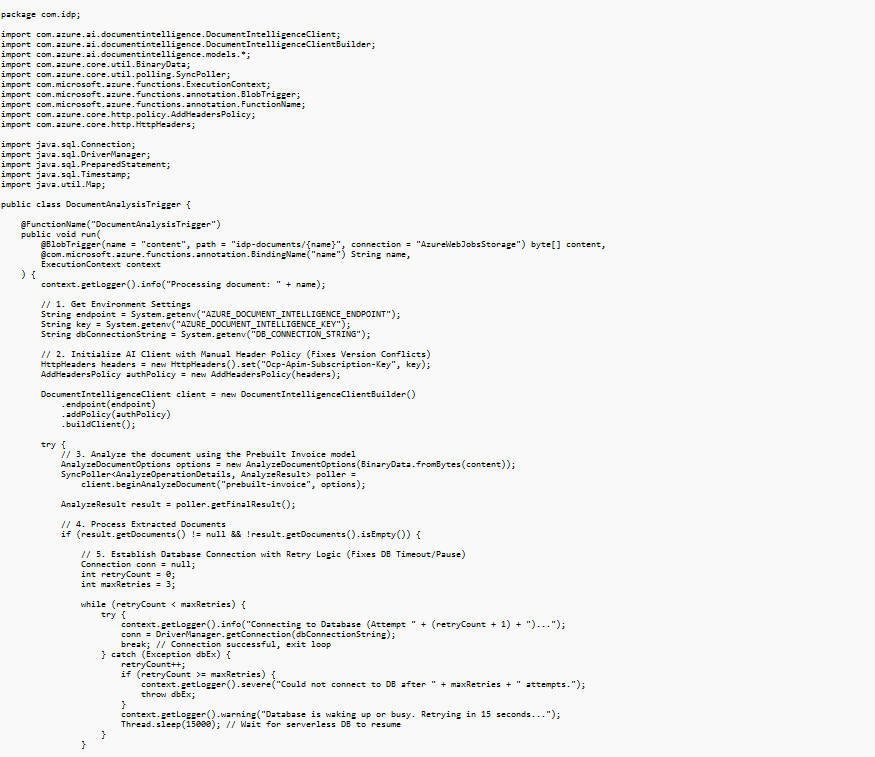 package com.idp;

import com.azure.ai.documentintelligence.DocumentIntelligenceClient;
import com.azure.ai.documentintelligence.DocumentIntelligenceClientBuilder;
import com.azure.ai.documentintelligence.models.*;
import com.azure.core.util.BinaryData;
import com.azure.core.util.polling.SyncPoller;
import com.microsoft.azure.functions.ExecutionContext;
import com.microsoft.azure.functions.annotation.BlobTrigger;
import com.microsoft.azure.functions.annotation.FunctionName;
import com.azure.core.http.policy.AddHeadersPolicy;
import com.azure.core.http.HttpHeaders;

import java.sql.Connection;
import java.sql.DriverManager;
import java.sql.PreparedStatement;
import java.sql.Timestamp;
import java.util.Map;

public class DocumentAnalysisTrigger {

    @FunctionName("DocumentAnalysisTrigger")
    public void run(
        @BlobTrigger(name = "content", path = "idp-documents/{name}", connection = "AzureWebJobsStorage") byte[] content,
        @com.microsoft.azure.functions.annotation.BindingName("name") String name,
        ExecutionContext context
    ) {
        context.getLogger().info("Processing document: " + name);

        // 1. Get Environment Settings
        String endpoint = System.getenv("AZURE_DOCUMENT_INTELLIGENCE_ENDPOINT");
        String key = System.getenv("AZURE_DOCUMENT_INTELLIGENCE_KEY");
        String dbConnectionString = System.getenv("DB_CONNECTION_STRING");

        // 2. Initialize AI Client with Manual Header Policy (Fixes Version Conflicts)
        HttpHeaders headers = new HttpHeaders().set("Ocp-Apim-Subscription-Key", key);
        AddHeadersPolicy authPolicy = new AddHeadersPolicy(headers);

        DocumentIntelligenceClient client = new DocumentIntelligenceClientBuilder()
            .endpoint(endpoint)
            .addPolicy(authPolicy)
            .buildClient();

        try {
            // 3. Analyze the document using the Prebuilt Invoice model
            AnalyzeDocumentOptions options = new AnalyzeDocumentOptions(BinaryData.fromBytes(content));
            SyncPoller<AnalyzeOperationDetails, AnalyzeResult> poller =
                client.beginAnalyzeDocument("prebuilt-invoice", options);

            AnalyzeResult result = poller.getFinalResult();

            // 4. Process Extracted Documents
            if (result.getDocuments() != null && !result.getDocuments().isEmpty()) {

                // 5. Establish Database Connection with Retry Logic (Fixes DB Timeout/Pause)
                Connection conn = null;
                int retryCount = 0;
                int maxRetries = 3;

                while (retryCount < maxRetries) {
                    try {
                        context.getLogger().info("Connecting to Database (Attempt " + (retryCount + 1) + ")...");
                        conn = DriverManager.getConnection(dbConnectionString);
                        break; // Connection successful, exit loop
                    } catch (Exception dbEx) {
                        retryCount++;
                        if (retryCount >= maxRetries) {
                            context.getLogger().severe("Could not connect to DB after " + maxRetries + " attempts.");
                            throw dbEx;
                        }
                        context.getLogger().warning("Database is waking up or busy. Retrying in 15 seconds...");
                        Thread.sleep(15000); // Wait for serverless DB to resume
                    }
                }